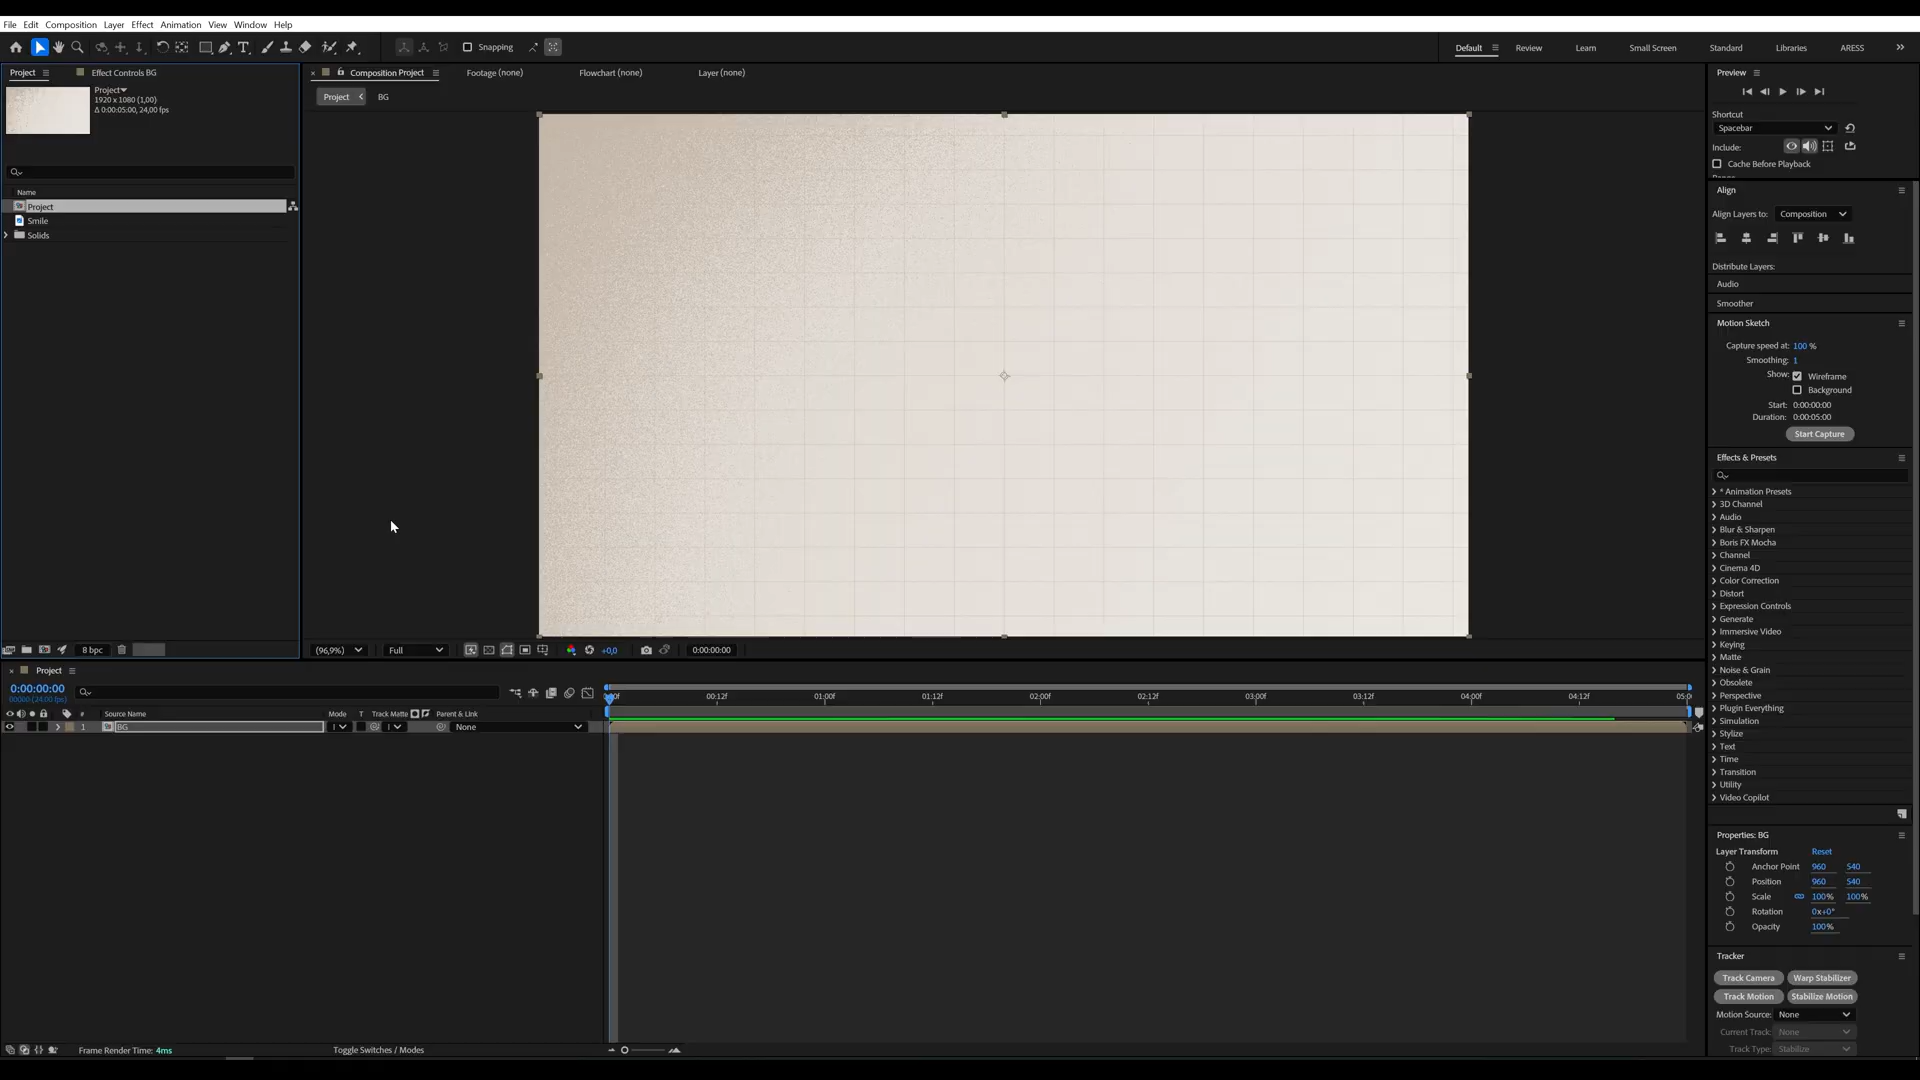 File Edit Composition Layer Effect Animation View Window Help
Snapping
Default Review Learn Small Screen Standard Libraries ARESS
Project Effect Controls BG
Project
1920 x 1080 (1,00)
Δ 0:00:05:00, 24,00 fps
Name
Project
Smile
Solids
8 bpc
Composition Project Footage (none) Flowchart (none) Layer (none)
Project BG
(96,9%) Full +0,0 0:00:00:00
Preview
Shortcut
Spacebar
Include:
Cache Before Playback
Align
Align Layers to: Composition
Distribute Layers:
Audio
Smoother
Motion Sketch
Capture speed at: 100 %
Smoothing: 1
Show: Wireframe
Background
Start: 0:00:00:00
Duration: 0:00:05:00
Start Capture
Effects & Presets
* Animation Presets
3D Channel
Audio
Blur & Sharpen
Boris FX Mocha
Channel
Cinema 4D
Color Correction
Distort
Expression Controls
Generate
Immersive Video
Keying
Matte
Noise & Grain
Obsolete
Perspective
Plugin Everything
Simulation
Stylize
Text
Time
Transition
Utility
Video Copilot
Properties: BG
Layer Transform Reset
Anchor Point 960 540
Position 960 540
Scale 100% 100%
Rotation 0x+0°
Opacity 100%
Tracker
Track Camera Warp Stabilizer
Track Motion Stabilize Motion
Motion Source: None
Current Track: None
Track Type: Stabilize
Project
0:00:00:00
00000 (24.00 fps)
00:12f 01:00f 01:12f 02:00f 02:12f 03:00f 03:12f 04:00f 04:12f
# Source Name Mode T Track Matte Parent & Link
1 BG None
Frame Render Time: 4ms
Toggle Switches / Modes